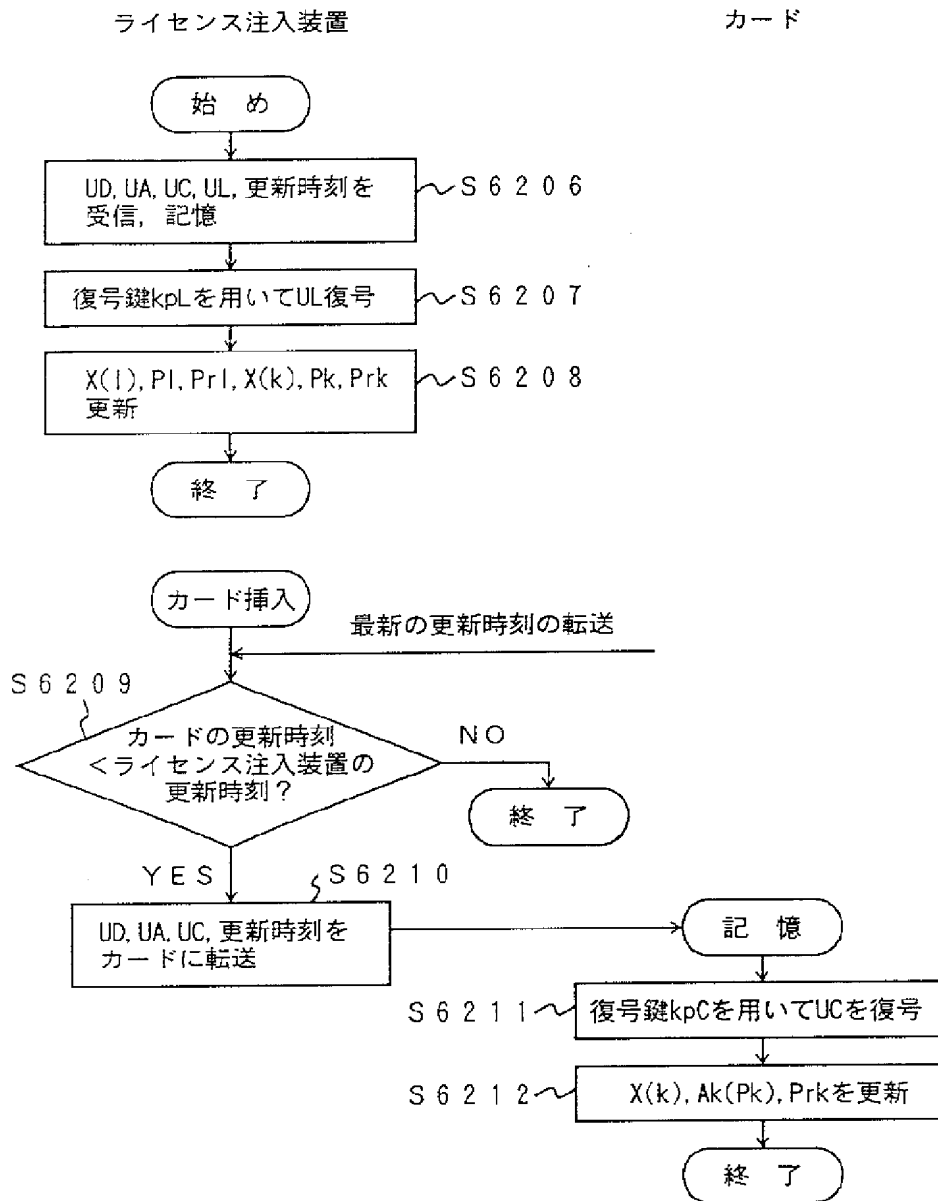 ライセンス注入装置
カード
始 め
UD, UA, UC, UL, 更新時刻を
受信, 記憶
S6206
復号鍵kpLを用いてUL復号
S6207
X(l), Pl, Prl, X(k), Pk, Prk
更新
S6208
終 了
カード挿入
最新の更新時刻の転送
S6209
カードの更新時刻
<ライセンス注入装置の
更新時刻?
NO
終 了
YES
S6210
UD, UA, UC, 更新時刻を
カードに転送
記 憶
S6211
復号鍵kpCを用いてUCを復号
S6212
X(k), Ak(Pk), Prkを更新
終 了